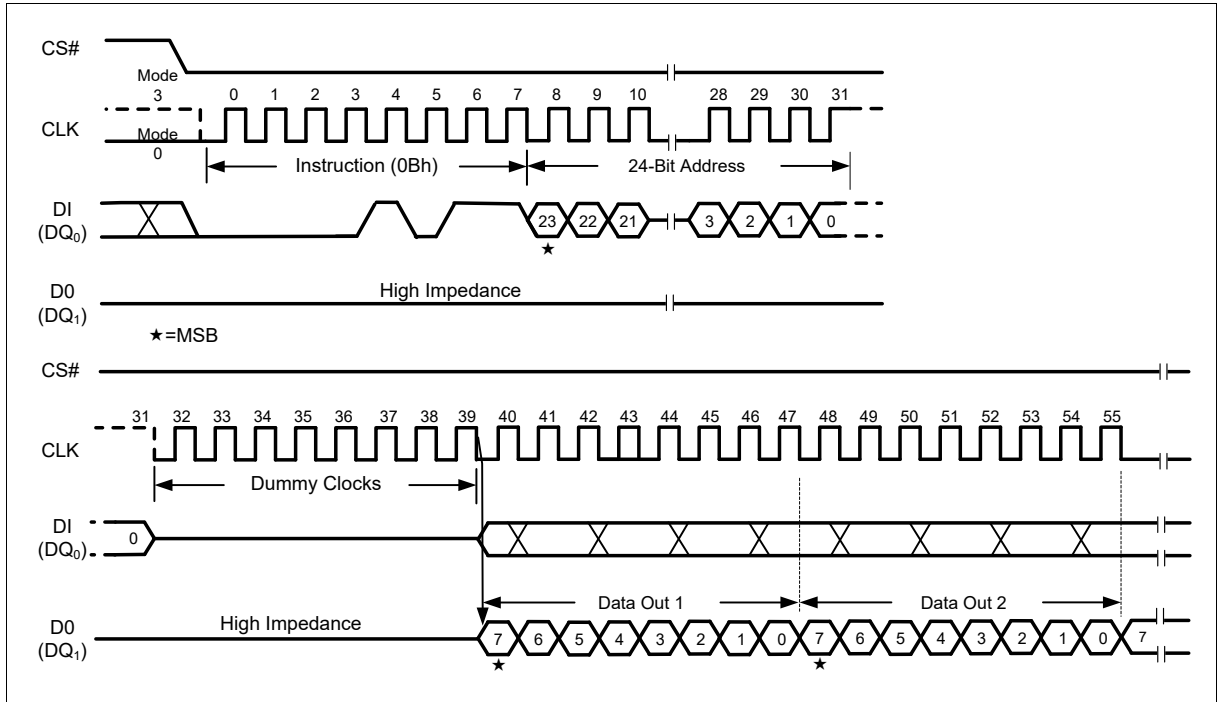 CS#
Mode
3
0 1 2 3 4 5 6 7 8 9 10 28 29 30 31
CLK
Mode
0
Instruction (0Bh) 24-Bit Address
DI
(DQ0)
23 22 21 3 2 1 0
★
D0
(DQ1)
High Impedance
★=MSB
CS#
31 32 33 34 35 36 37 38 39 40 41 42 43 44 45 46 47 48 49 50 51 52 53 54 55
CLK
Dummy Clocks
DI
(DQ0)
0
Data Out 1 Data Out 2
D0
(DQ1)
High Impedance
7 6 5 4 3 2 1 0 7 6 5 4 3 2 1 0 7
★ ★